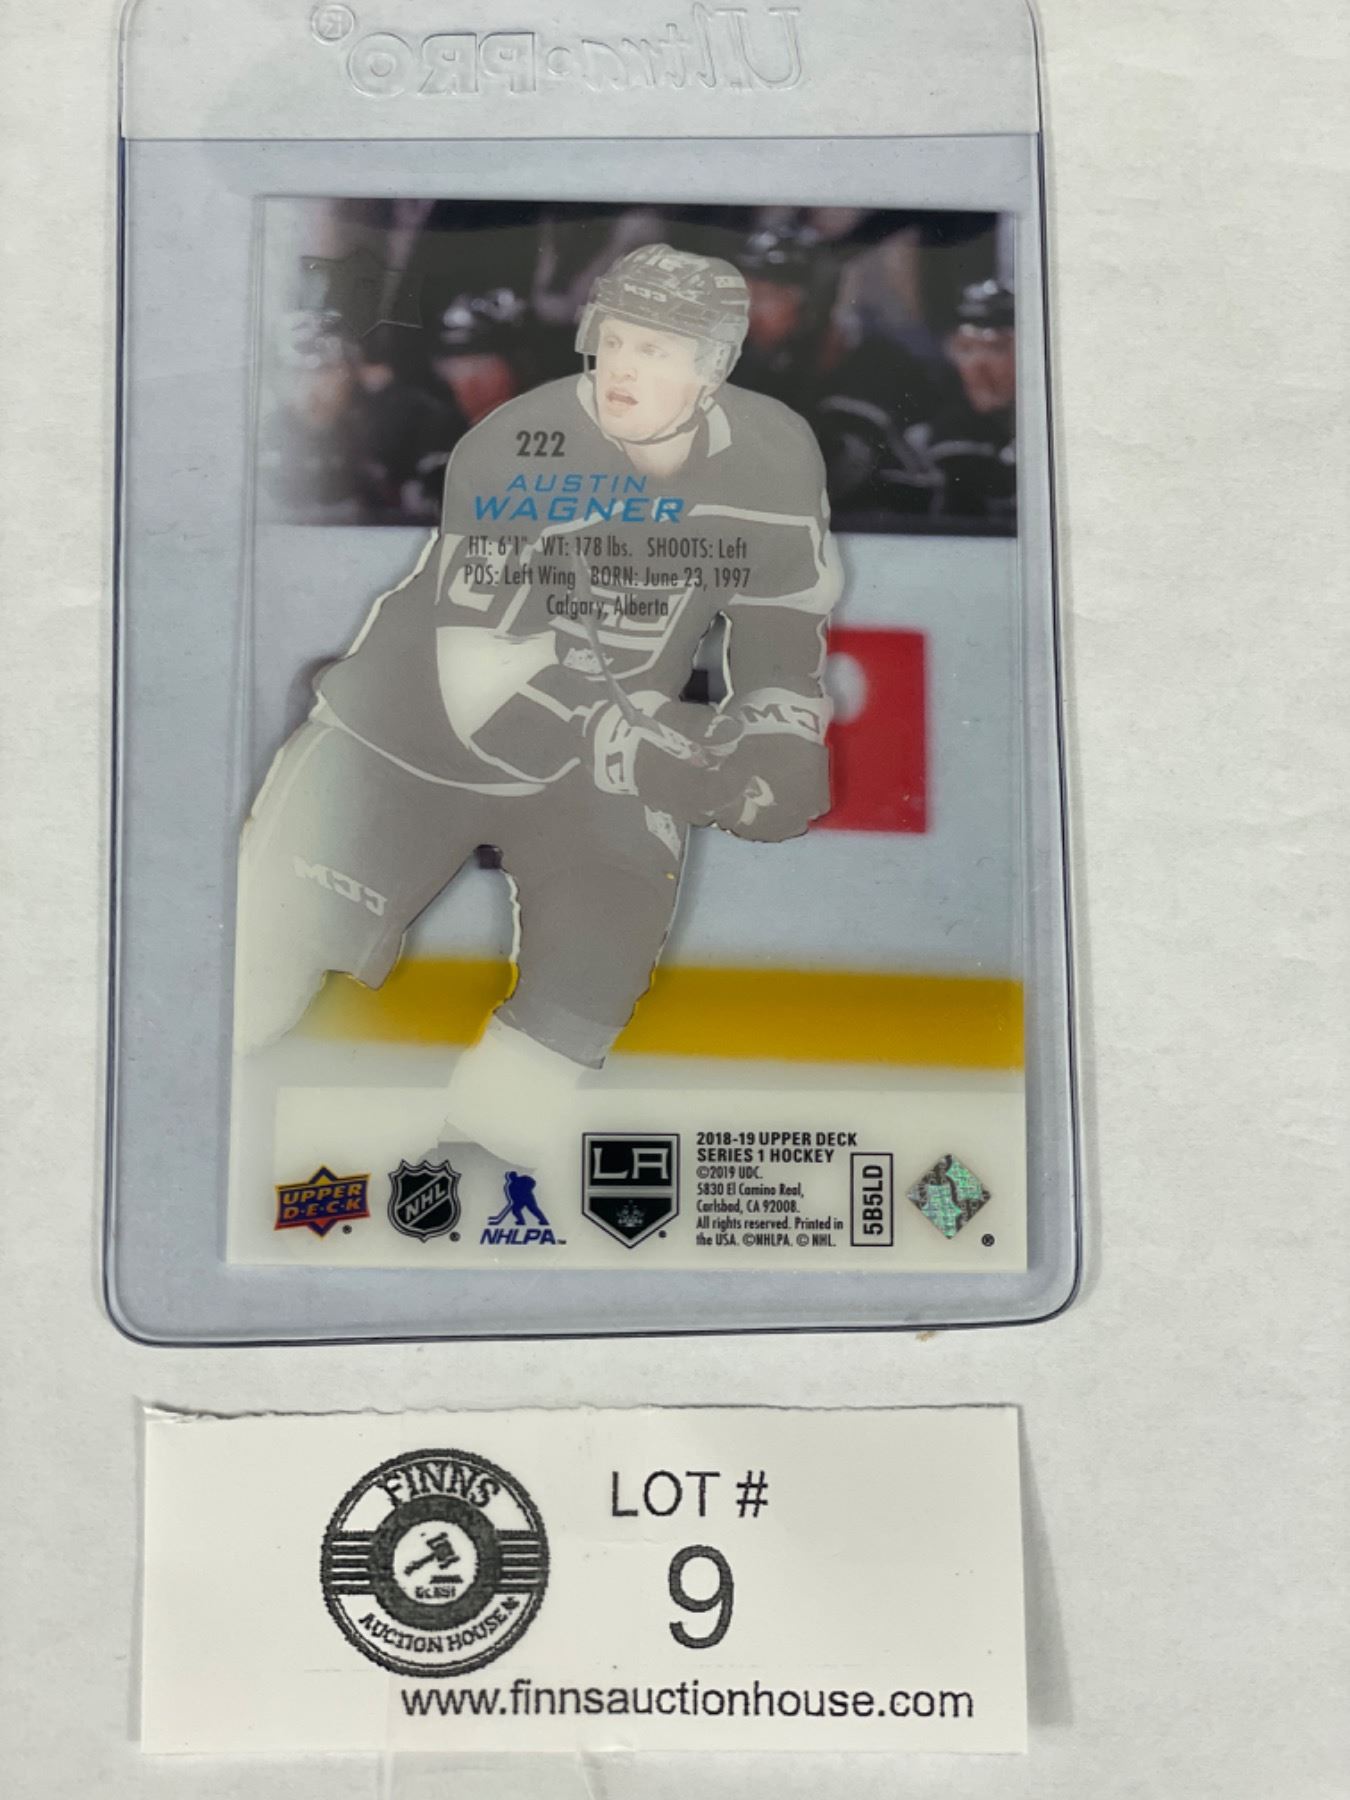 Ultra•PRO®
222
AUSTIN
WAGNER
HT: 6'1" WT: 178 lbs. SHOOTS: Left
POS: Left Wing BORN: June 23, 1997
Calgary, Alberta
CCM
CCM
CCM
UPPER
D·E·C·K
®
NHL
®
NHLPA™
LA
®
2018-19 UPPER DECK
SERIES 1 HOCKEY
©2019 UDC.
5830 El Camino Real,
Carlsbad, CA 92008.
All rights reserved. Printed in
the USA. ©NHLPA. © NHL.
5B5LD
®
FINNS
AUCTION HOUSE
LOT #
9
www.finnsauctionhouse.com